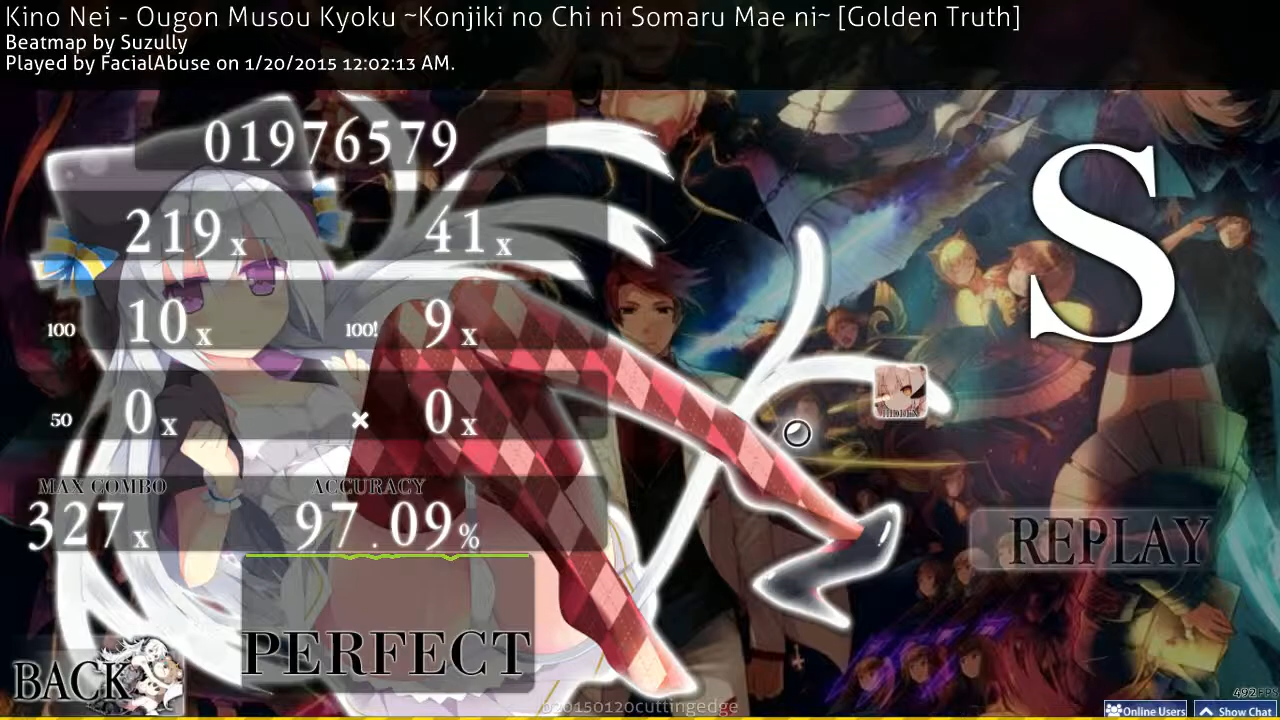 Kino Nei - Ougon Musou Kyoku ~Konjiki no Chi ni Somaru Mae ni~ [Golden Truth]
Beatmap by Suzully
Played by FacialAbuse on 1/20/2015 12:02:13 AM.
01976579
219x 41x
100 10x 100! 9x
50 0x × 0x
MAX COMBO ACCURACY
327x 97.09%
S
HIDDEN
REPLAY
PERFECT
BACK
b20150120cuttingedge
492FPS
Online Users Show Chat